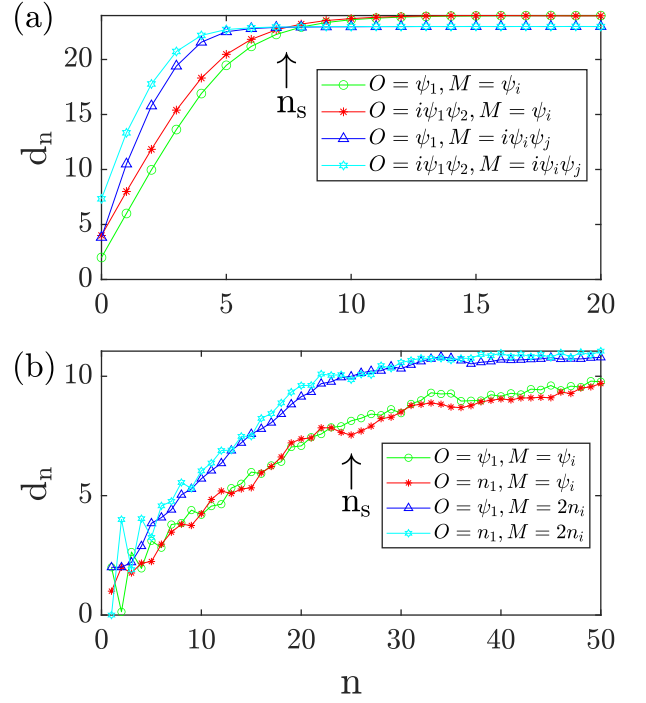 (a)
20
15
10
5
0
d_n
n_s
O = ψ_1, M = ψ_i
O = iψ_1ψ_2, M = ψ_i
O = ψ_1, M = iψ_iψ_j
O = iψ_1ψ_2, M = iψ_iψ_j
0 5 10 15 20
(b)
10
5
0
d_n
n_s
O = ψ_1, M = ψ_i
O = n_1, M = ψ_i
O = ψ_1, M = 2n_i
O = n_1, M = 2n_i
0 10 20 30 40 50
n